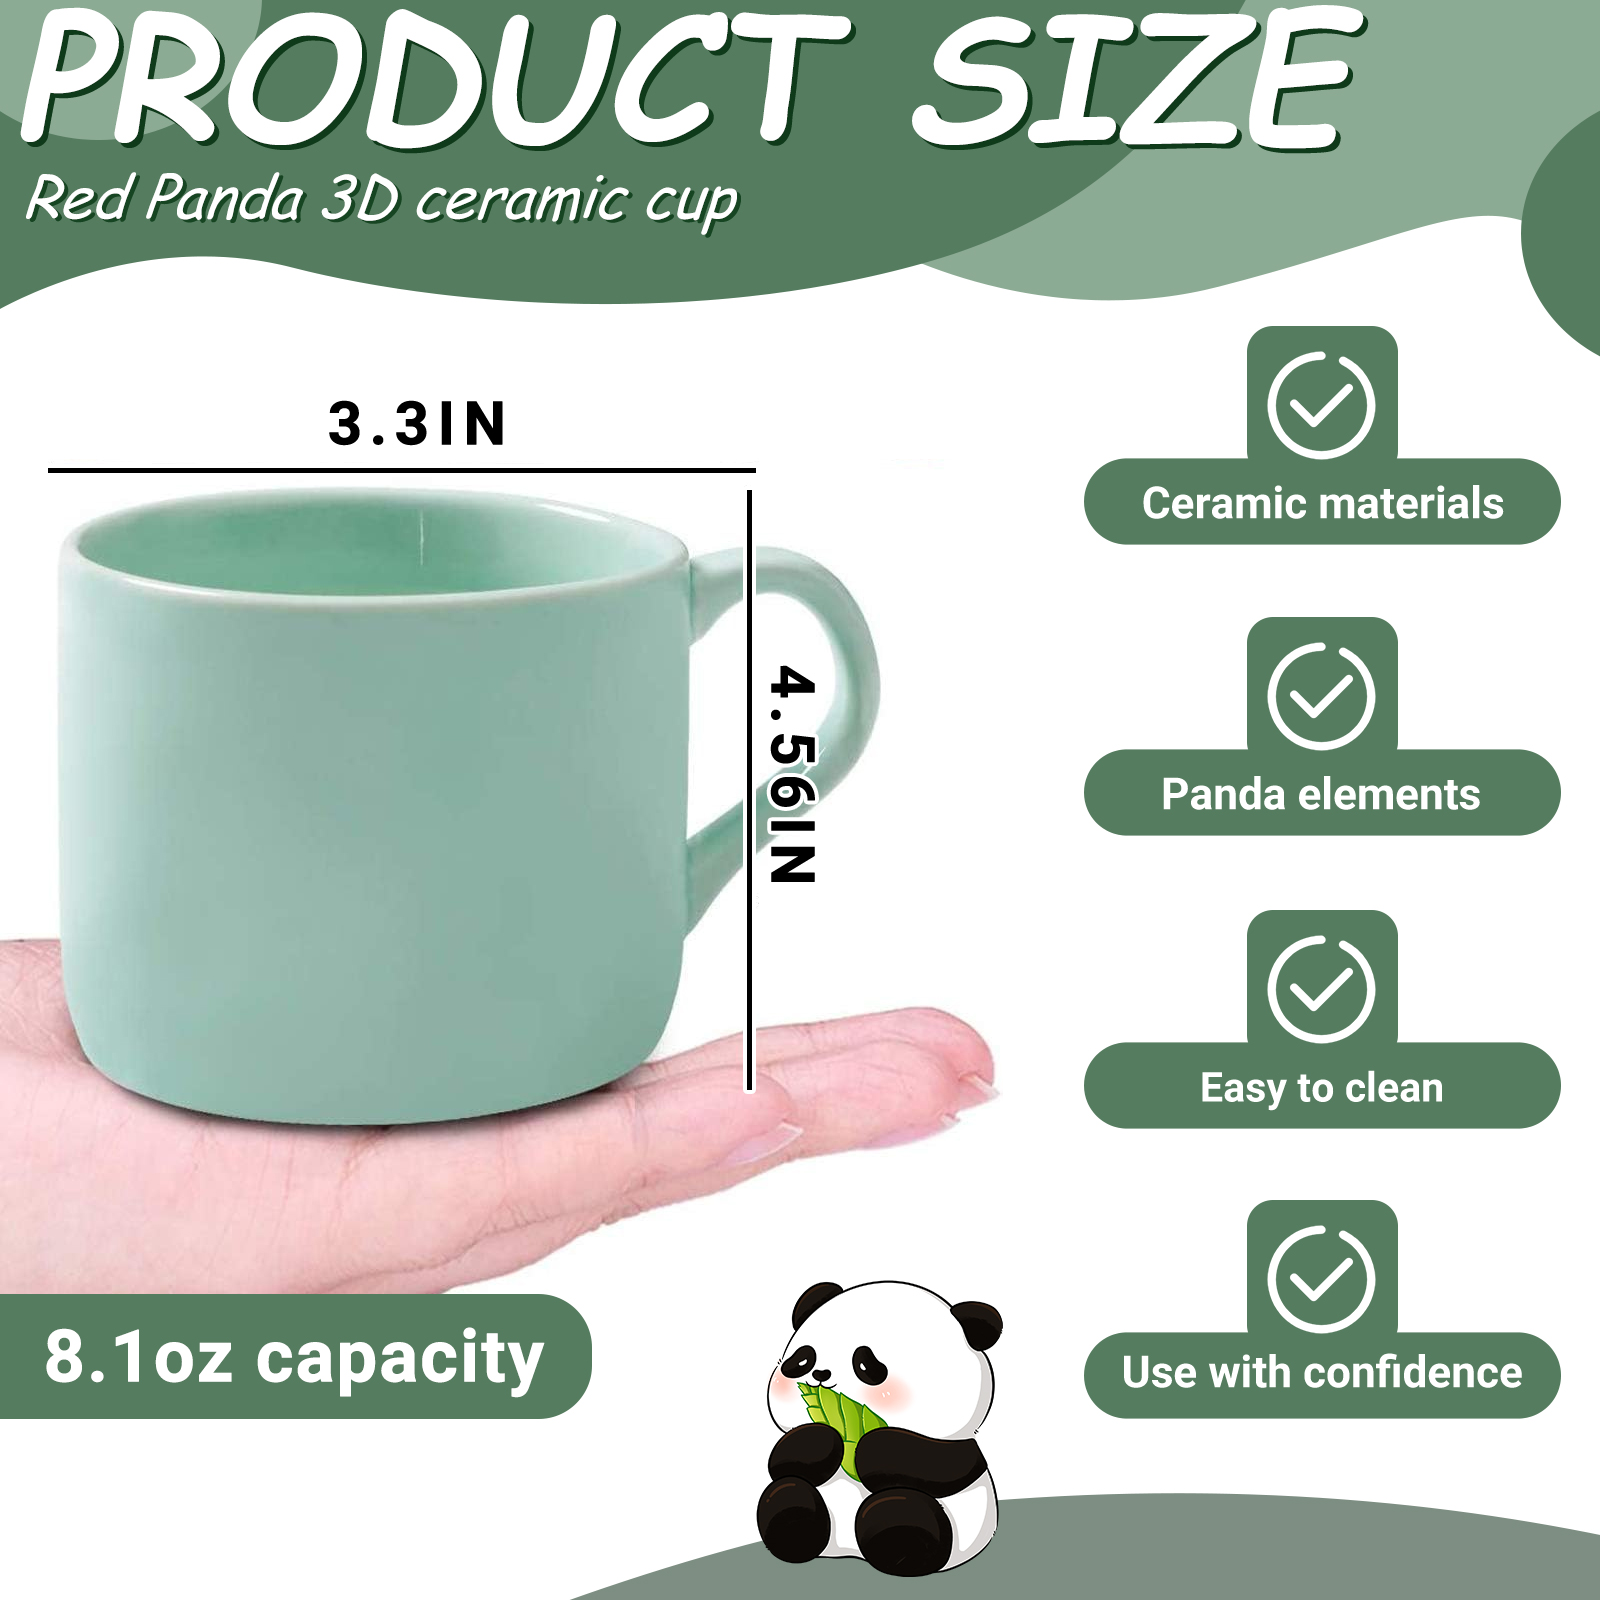 PRODUCT SIZE
Red Panda 3D ceramic cup
3.3IN
4.56IN
Ceramic materials
Panda elements
Easy to clean
Use with confidence
8.1oz capacity